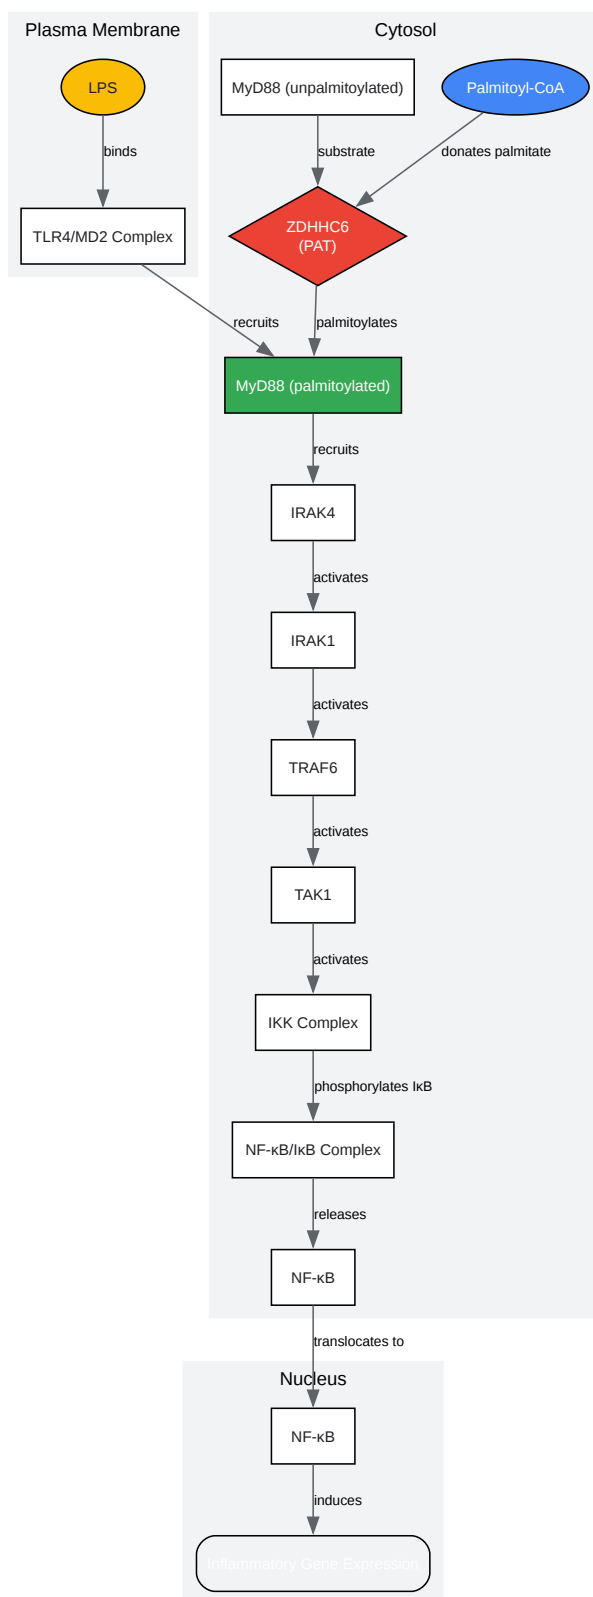 Plasma Membrane
Cytosol
LPS
MyD88 (unpalmitoylated)
Palmitoyl-CoA
binds
substrate
donates palmitate
TLR4/MD2 Complex
ZDHHC6
(PAT)
recruits
palmitoylates
MyD88 (palmitoylated)
recruits
IRAK4
activates
IRAK1
activates
TRAF6
activates
TAK1
activates
IKK Complex
phosphorylates IκB
NF-κB/IκB Complex
releases
NF-κB
translocates to
Nucleus
NF-κB
induces
Inflammatory Gene Expression